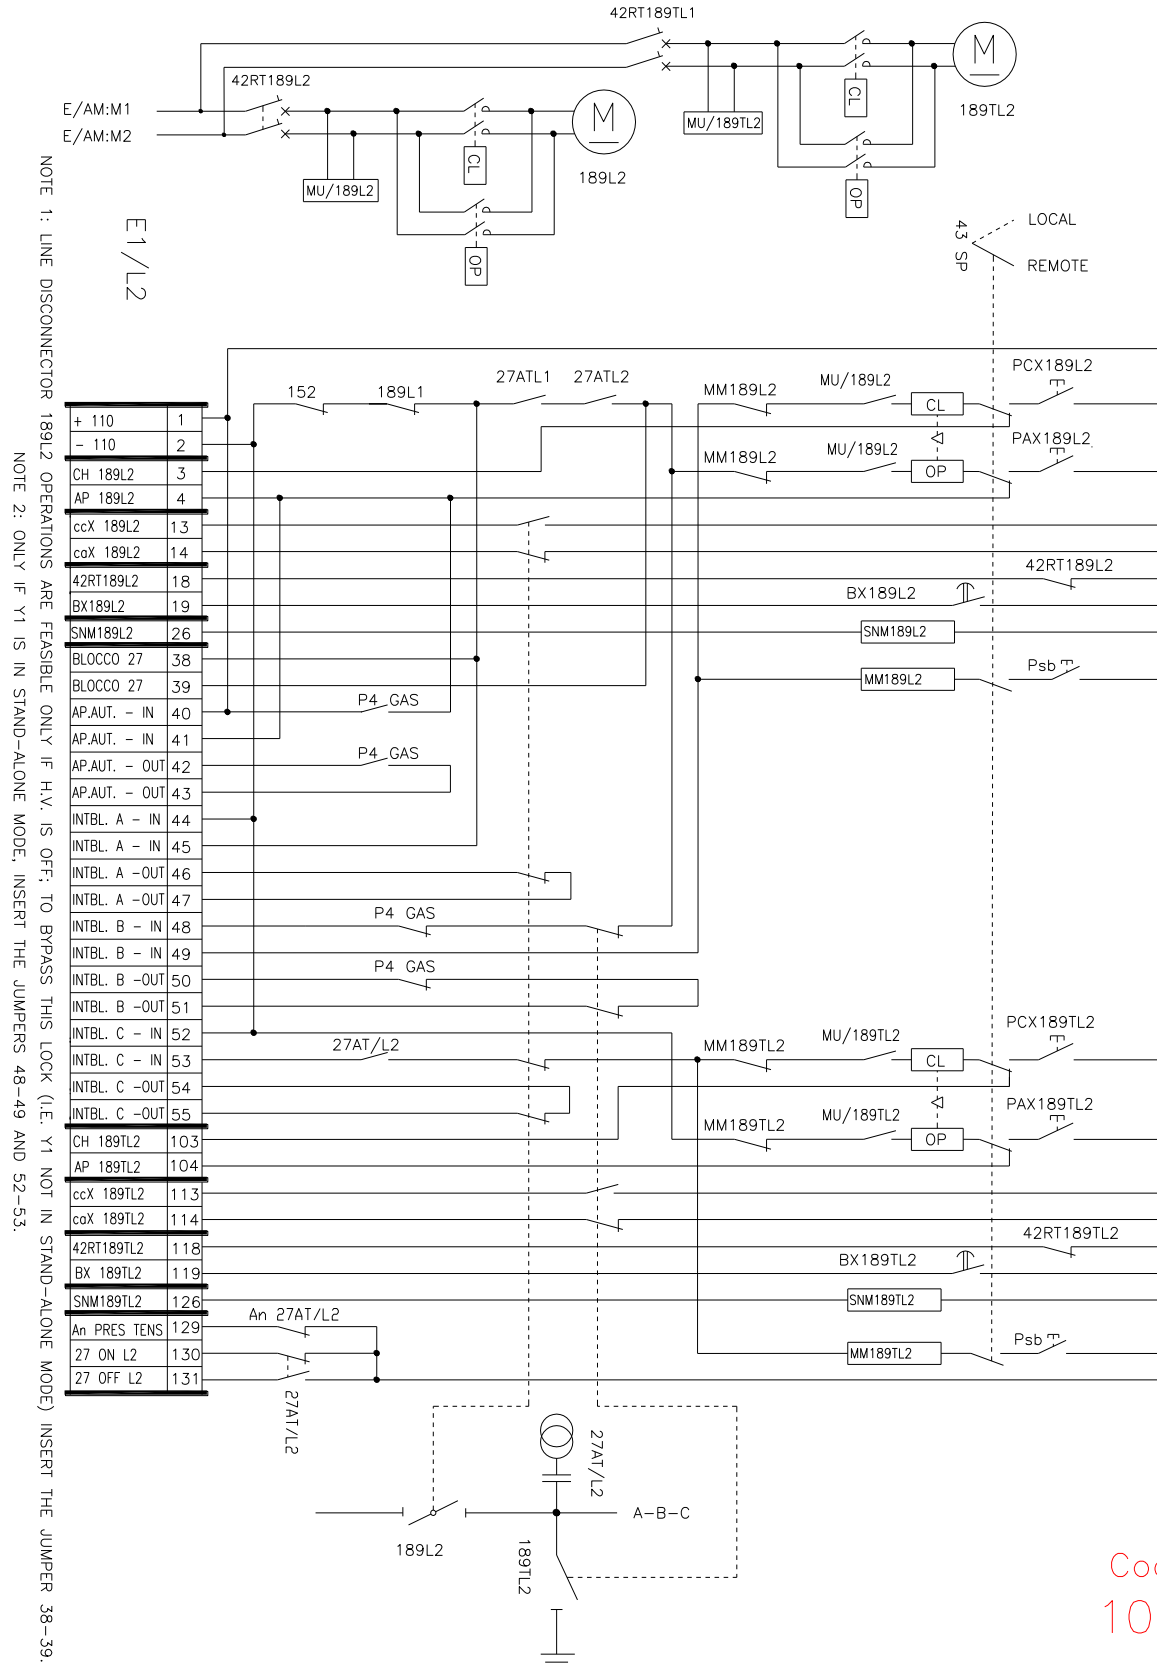 42RT189TL1
M
42RT189L2
CL
189TL2
E/AM:M1
M
MU/189TL2
E/AM:M2
CL
189L2
MU/189L2
OP
OP
E1/L2
43 SP
LOCAL
REMOTE
NOTE 1: LINE DISCONNECTOR 189L2 OPERATIONS ARE FEASIBLE ONLY IF H.V. IS OFF; TO BYPASS THIS LOCK (I.E. Y1 NOT IN STAND-ALONE MODE) INSERT THE JUMPER 38-39.
NOTE 2: ONLY IF Y1 IS IN STAND-ALONE MODE, INSERT THE JUMPERS 48-49 AND 52-53.
152 189L1 27ATL1 27ATL2 MM189L2 MU/189L2 CL PCX189L2
MM189L2 MU/189L2 OP PAX189L2
+ 110 1
- 110 2
CH 189L2 3
AP 189L2 4
ccX 189L2 13
caX 189L2 14
42RT189L2 18 42RT189L2
BX189L2 19 BX189L2
SNM189L2 26 SNM189L2
BLOCCO 27 38 MM189L2 Psb
BLOCCO 27 39
AP.AUT. - IN 40 P4 GAS
AP.AUT. - IN 41
AP.AUT. - OUT 42 P4 GAS
AP.AUT. - OUT 43
INTBL. A - IN 44
INTBL. A - IN 45
INTBL. A -OUT 46
INTBL. A -OUT 47
INTBL. B - IN 48 P4 GAS
INTBL. B - IN 49
INTBL. B -OUT 50 P4 GAS
INTBL. B -OUT 51
INTBL. C - IN 52
INTBL. C - IN 53 27AT/L2 MM189TL2 MU/189TL2 CL PCX189TL2
INTBL. C -OUT 54
INTBL. C -OUT 55
CH 189TL2 103 MM189TL2 MU/189TL2 OP PAX189TL2
AP 189TL2 104
ccX 189TL2 113
caX 189TL2 114
42RT189TL2 118 42RT189TL2
BX 189TL2 119 BX189TL2
SNM189TL2 126 SNM189TL2
An PRES TENS 129 An 27AT/L2
27 ON L2 130 MM189TL2 Psb
27 OFF L2 131
27AT/L2
27AT/L2
A-B-C
189L2
189TL2
10